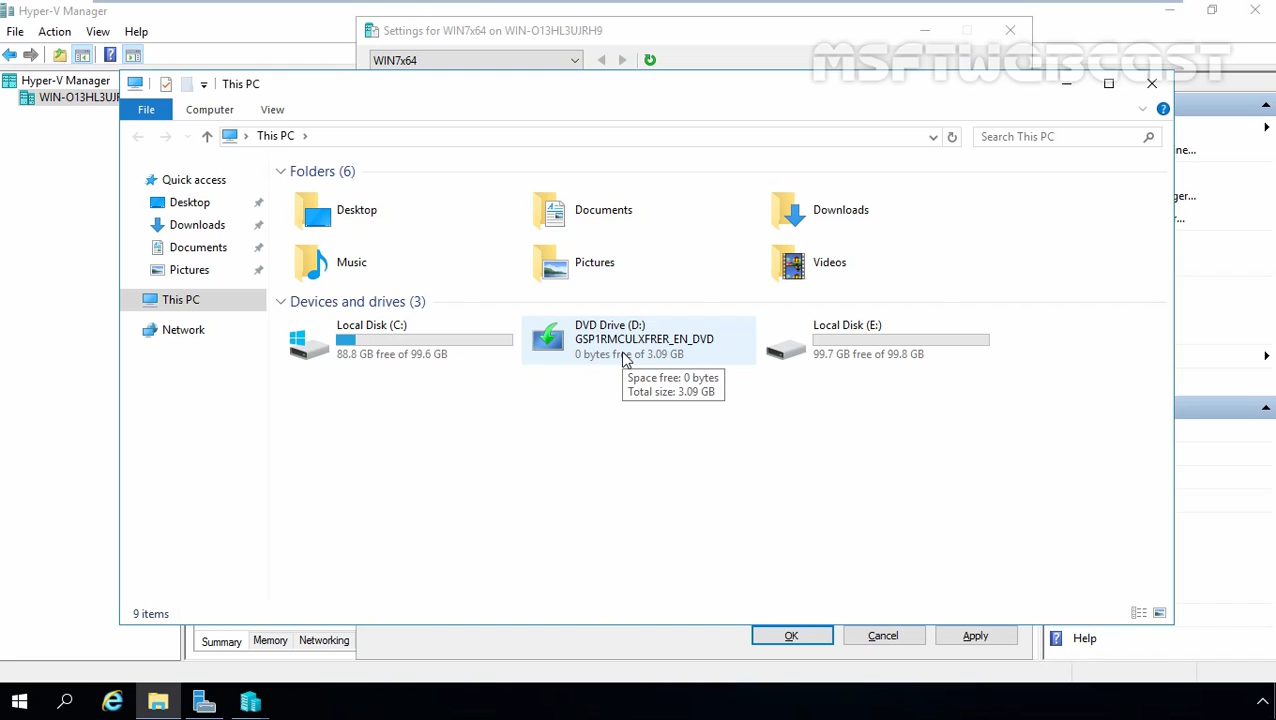 Hyper-V Manager
File Action View Help
Settings for WIN7x64 on WIN-O13HL3UJRH9
WIN7x64
MSFTWEBCAST
Hyper-V Manager
WIN-O13HL3UJR
This PC
File Computer View
This PC
Search This PC
Quick access
Desktop
Downloads
Documents
Pictures
This PC
Network
Folders (6)
Desktop
Documents
Downloads
Music
Pictures
Videos
Devices and drives (3)
Local Disk (C:)
88.8 GB free of 99.6 GB
DVD Drive (D:)
GSP1RMCULXFRER_EN_DVD
0 bytes free of 3.09 GB
Local Disk (E:)
99.7 GB free of 99.8 GB
Space free: 0 bytes
Total size: 3.09 GB
ne...
ger...
...
9 items
Summary Memory Networking
OK Cancel Apply
Help